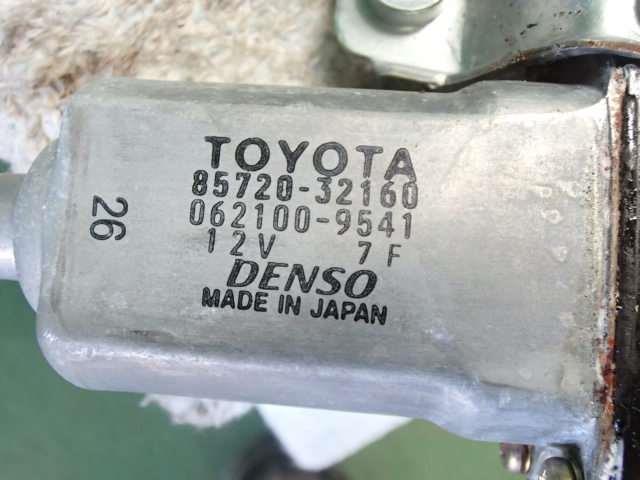 TOYOTA
85720-32160
062100-9541
12V 7F
DENSO
MADE IN JAPAN
26